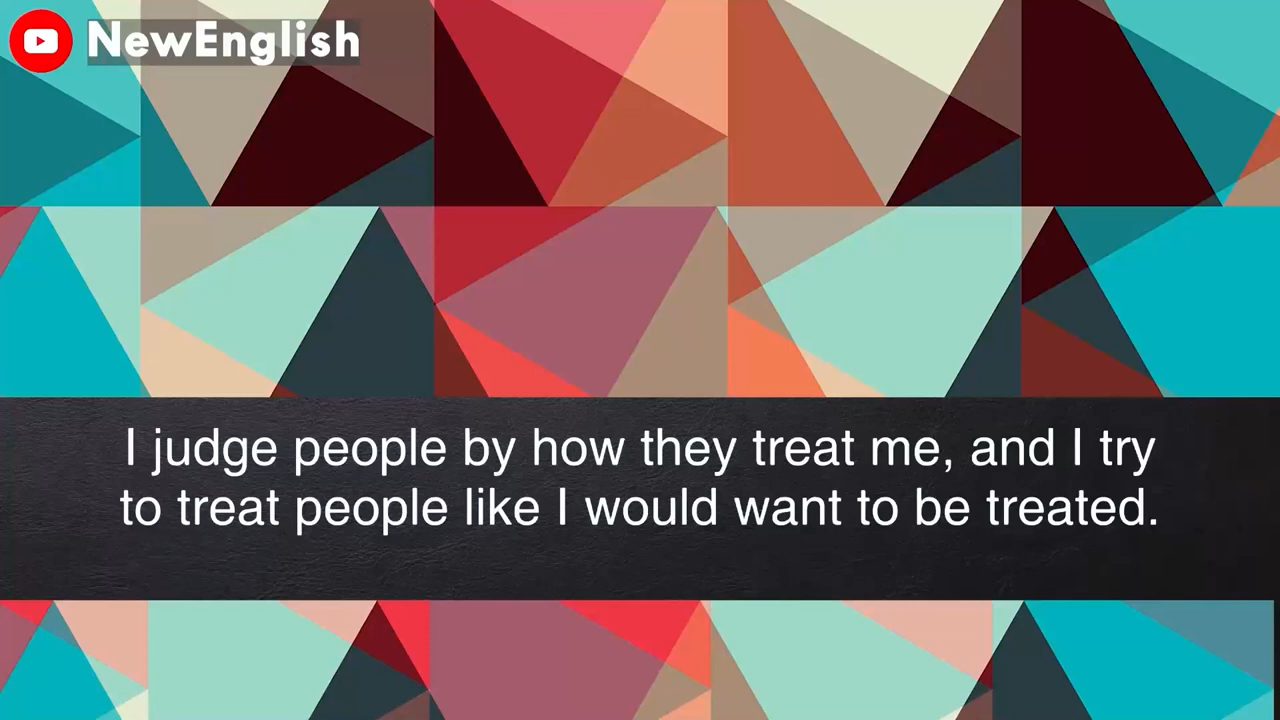 NewEnglish
I judge people by how they treat me, and I try
to treat people like I would want to be treated.